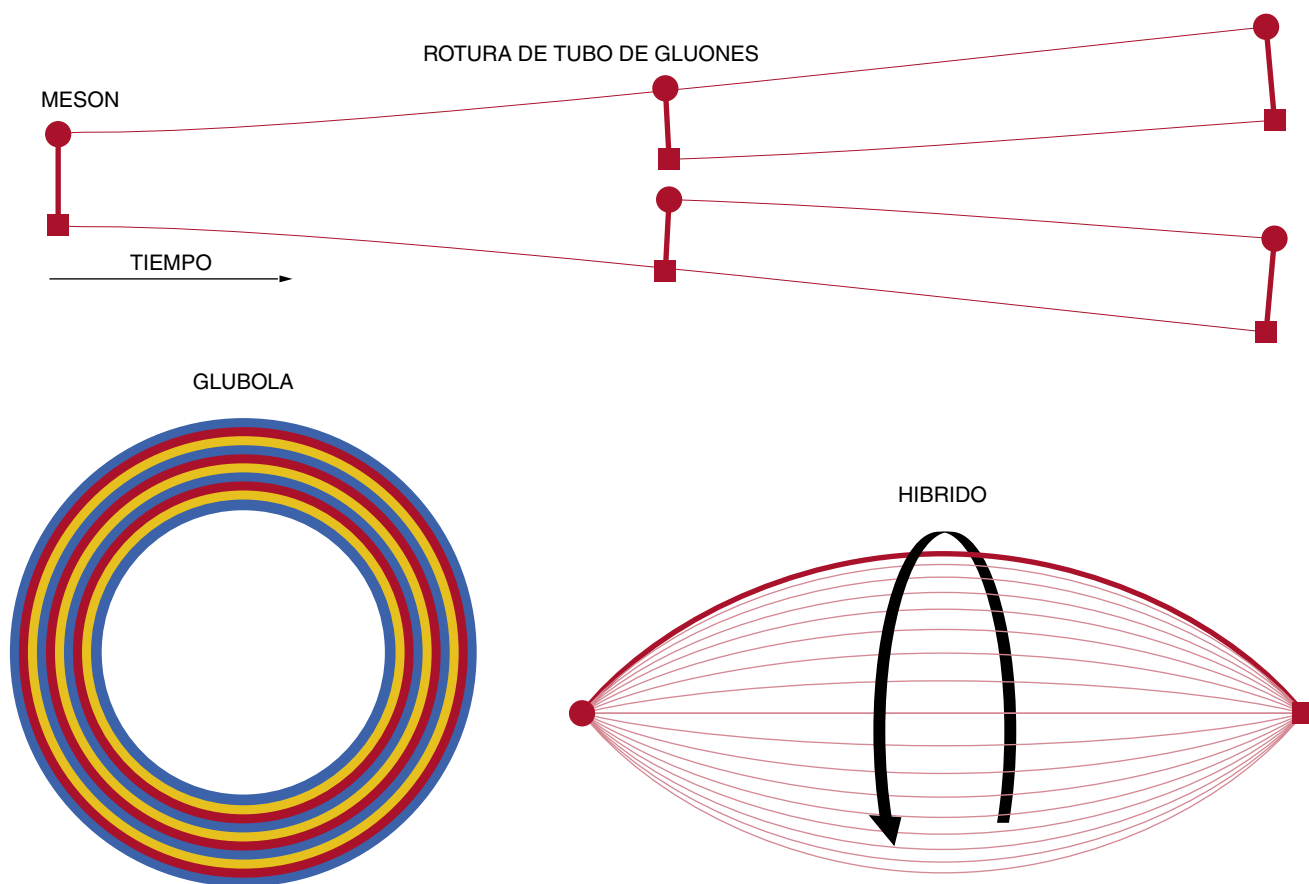 ROTURA DE TUBO DE GLUONES
MESON
TIEMPO
GLUBOLA
HIBRIDO